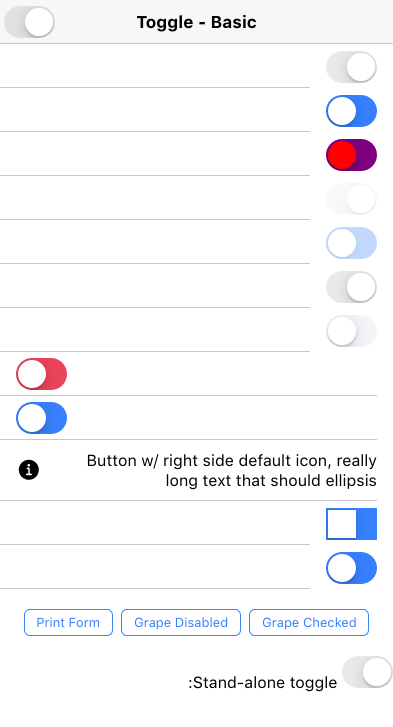 Toggle - Basic
Button w/ right side default icon, really
long text that should ellipsis
Print Form
Grape Disabled
Grape Checked
:Stand-alone toggle